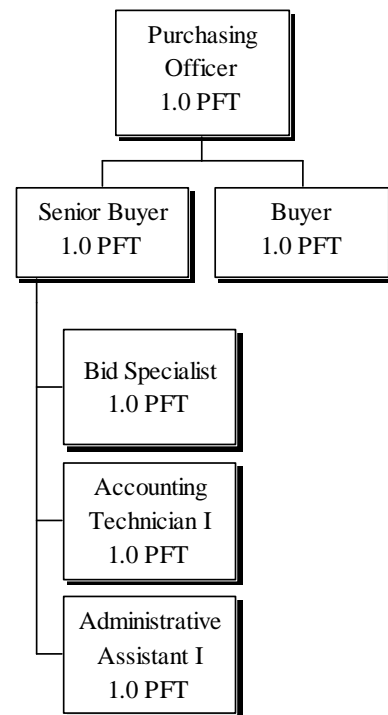 Purchasing
Officer
1.0 PFT
Senior Buyer
1.0 PFT
Buyer
1.0 PFT
Bid Specialist
1.0 PFT
Accounting
Technician I
1.0 PFT
Administrative
Assistant I
1.0 PFT